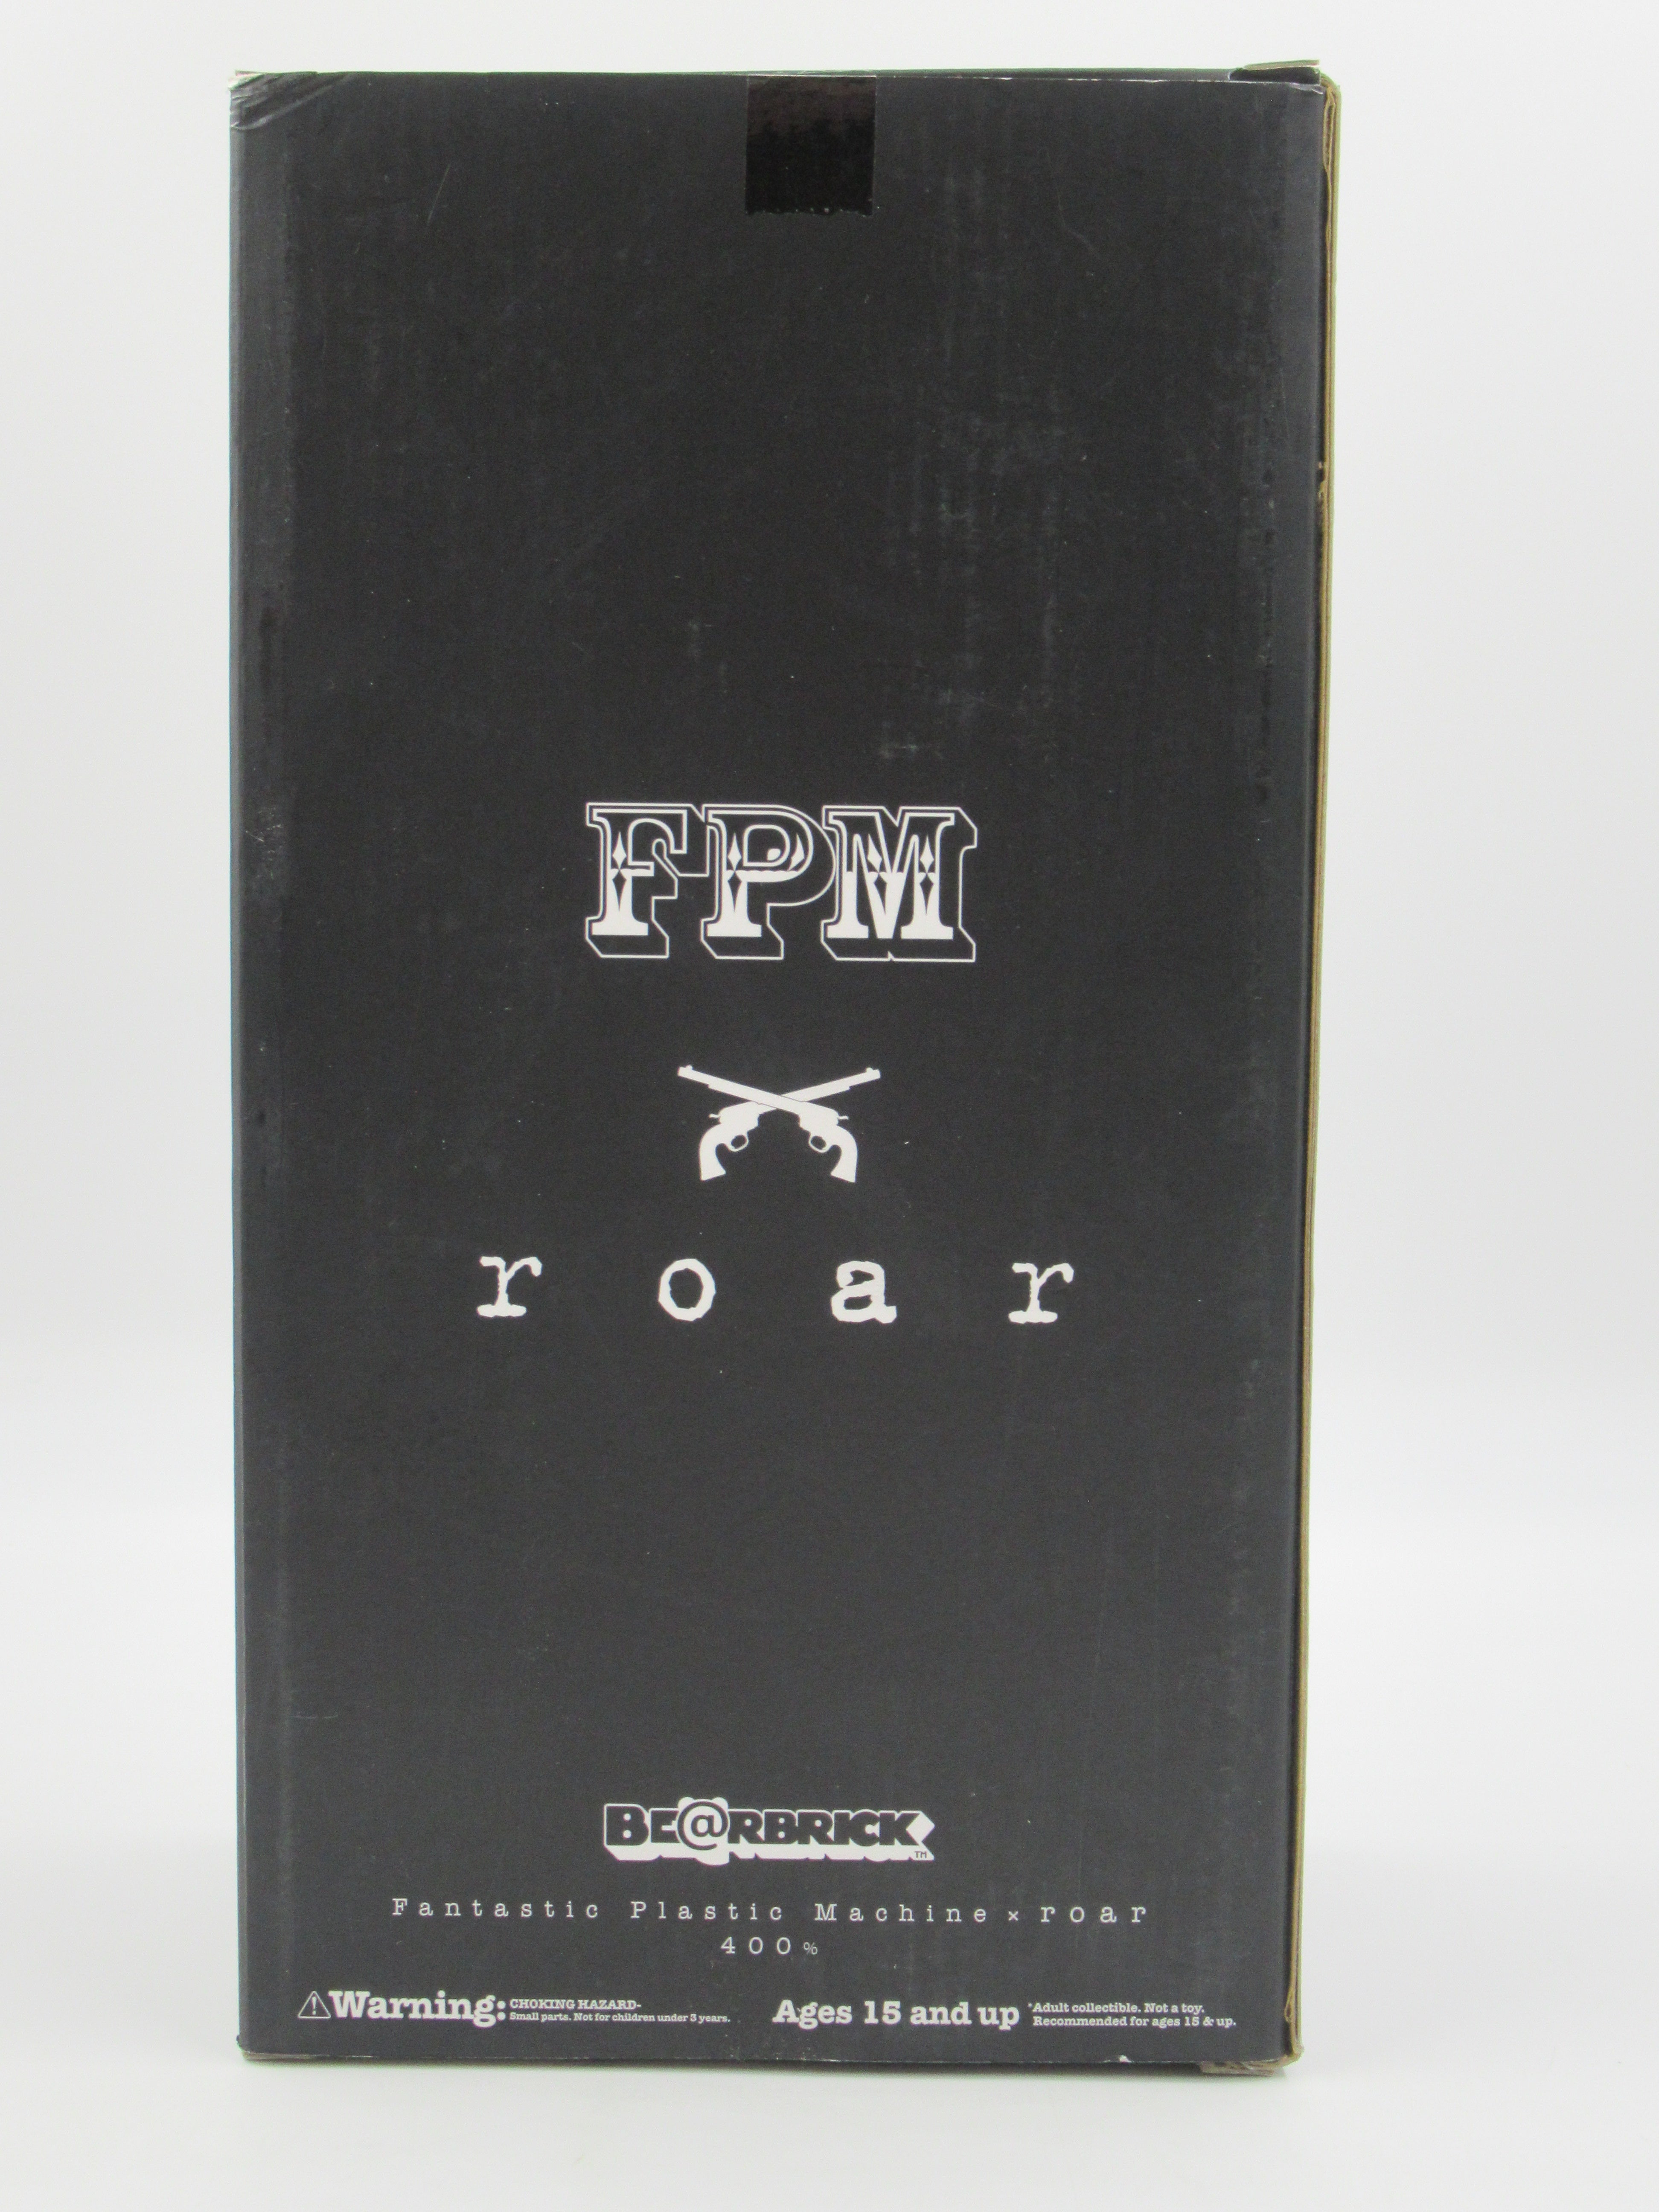 FPM
roar
BE@RBRICK TM
Fantastic Plastic Machine × roar
400%
Warning: CHOKING HAZARD-
Small parts. Not for children under 3 years.
Ages 15 and up *Adult collectible. Not a toy.
Recommended for ages 15 & up.